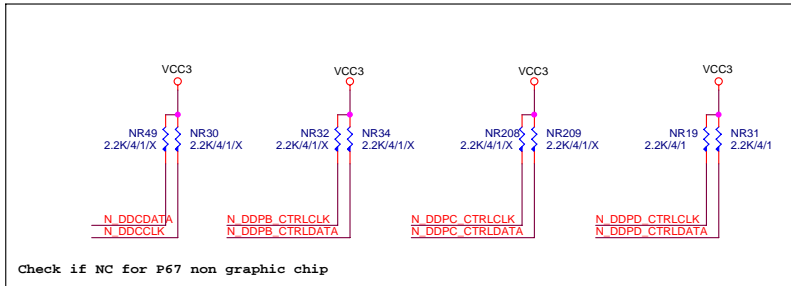 VCC3 VCC3 VCC3 VCC3
NR49 NR30 NR32 NR34 NR208 NR209 NR19 NR31
2.2K/4/1/X 2.2K/4/1/X 2.2K/4/1/X 2.2K/4/1/X 2.2K/4/1/X 2.2K/4/1/X 2.2K/4/1 2.2K/4/1
N_DDCDATA N_DDPB_CTRLCLK N_DDPC_CTRLCLK N_DDPD_CTRLCLK
N_DDCCLK N_DDPB_CTRLDATA N_DDPC_CTRLDATA N_DDPD_CTRLDATA
Check if NC for P67 non graphic chip